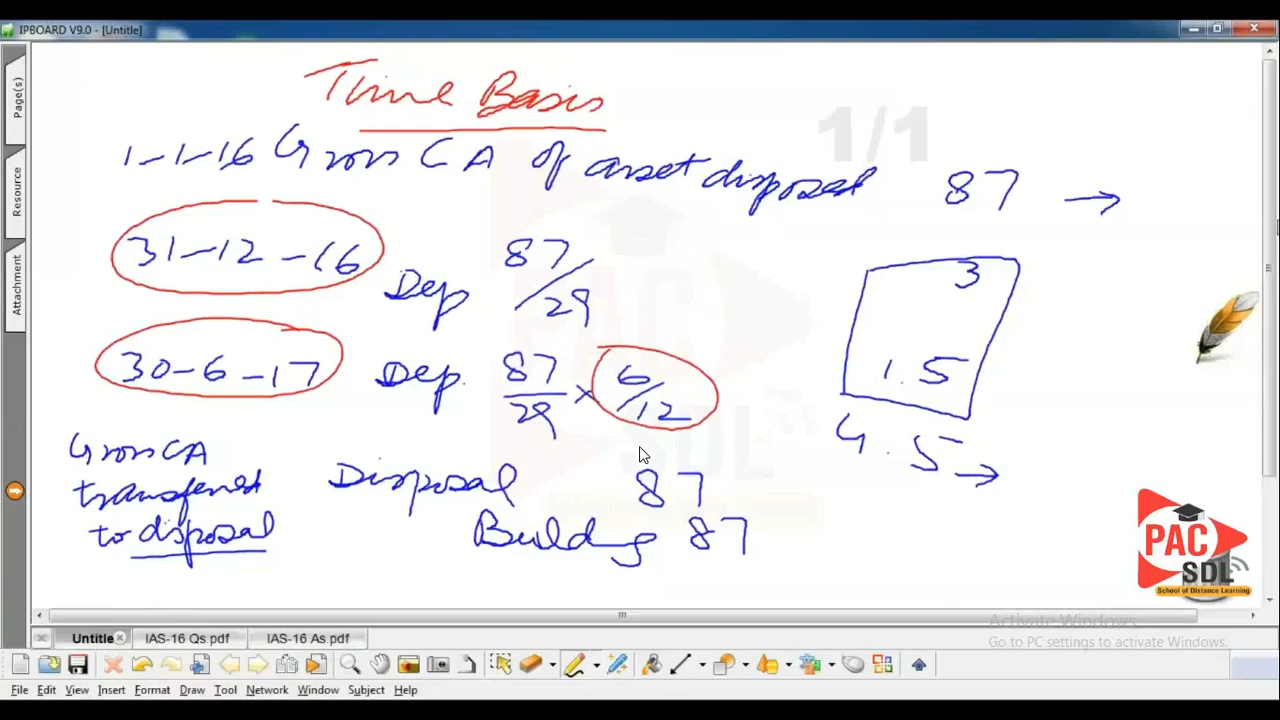 IPBOARD V9.0 - [Untitle]
Page(s)
Resource
Attachment
Time Basis
1/1
1-1-16 Gross CA of asset disposed 87 →
31-12-16 Dep 87/29
3
30-6-17 Dep. 87/29 × 6/12
1.5
4.5 →
Gross CA
transferred
to disposal
Disposal 87
Building 87
PAC
PAC
SDL
School of Distance Learning
Activate Windows
Go to PC settings to activate Windows.
Untitle IAS-16 Qs.pdf IAS-16 As.pdf
File Edit View Insert Format Draw Tool Network Window Subject Help